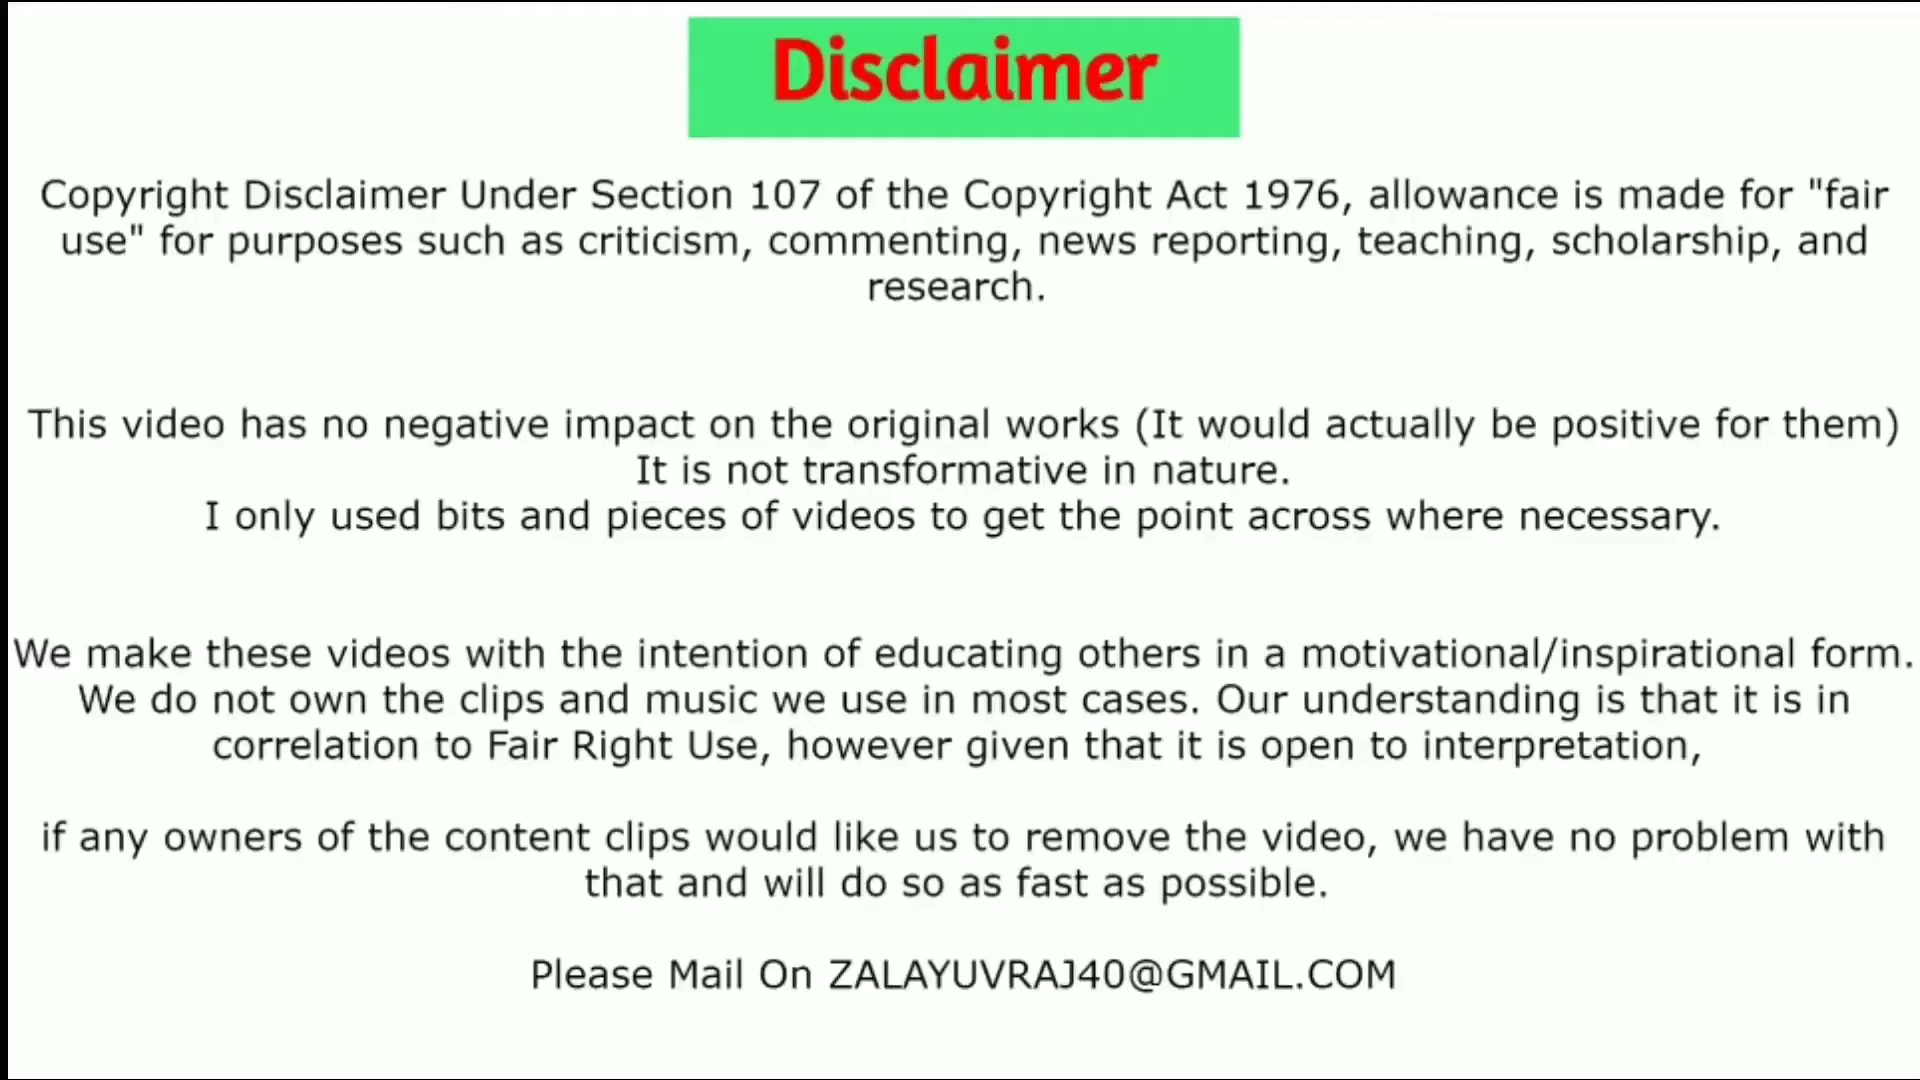 Disclaimer
Copyright Disclaimer Under Section 107 of the Copyright Act 1976, allowance is made for "fair
use" for purposes such as criticism, commenting, news reporting, teaching, scholarship, and
research.
This video has no negative impact on the original works (It would actually be positive for them)
It is not transformative in nature.
I only used bits and pieces of videos to get the point across where necessary.
We make these videos with the intention of educating others in a motivational/inspirational form.
We do not own the clips and music we use in most cases. Our understanding is that it is in
correlation to Fair Right Use, however given that it is open to interpretation,
if any owners of the content clips would like us to remove the video, we have no problem with
that and will do so as fast as possible.
Please Mail On ZALAYUVRAJ40@GMAIL.COM